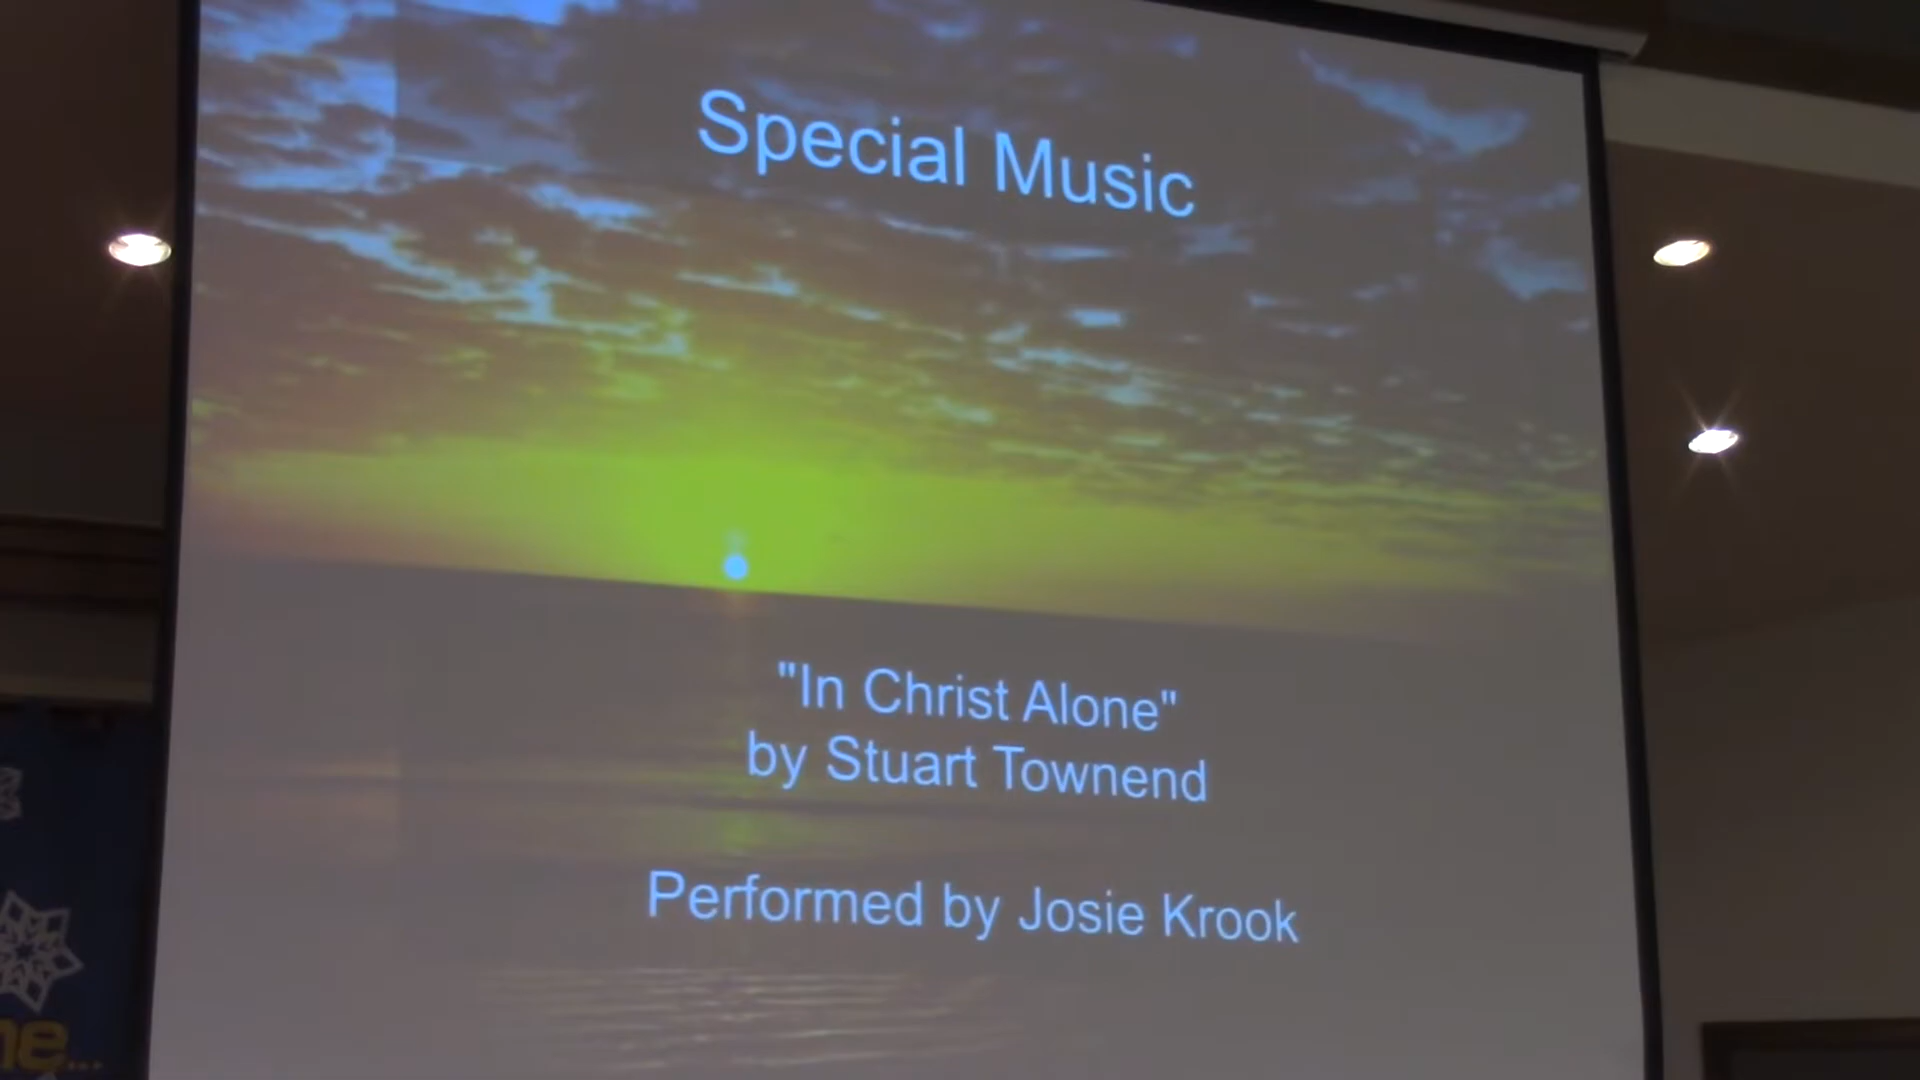 Special Music
"In Christ Alone"
by Stuart Townend
Performed by Josie Krook